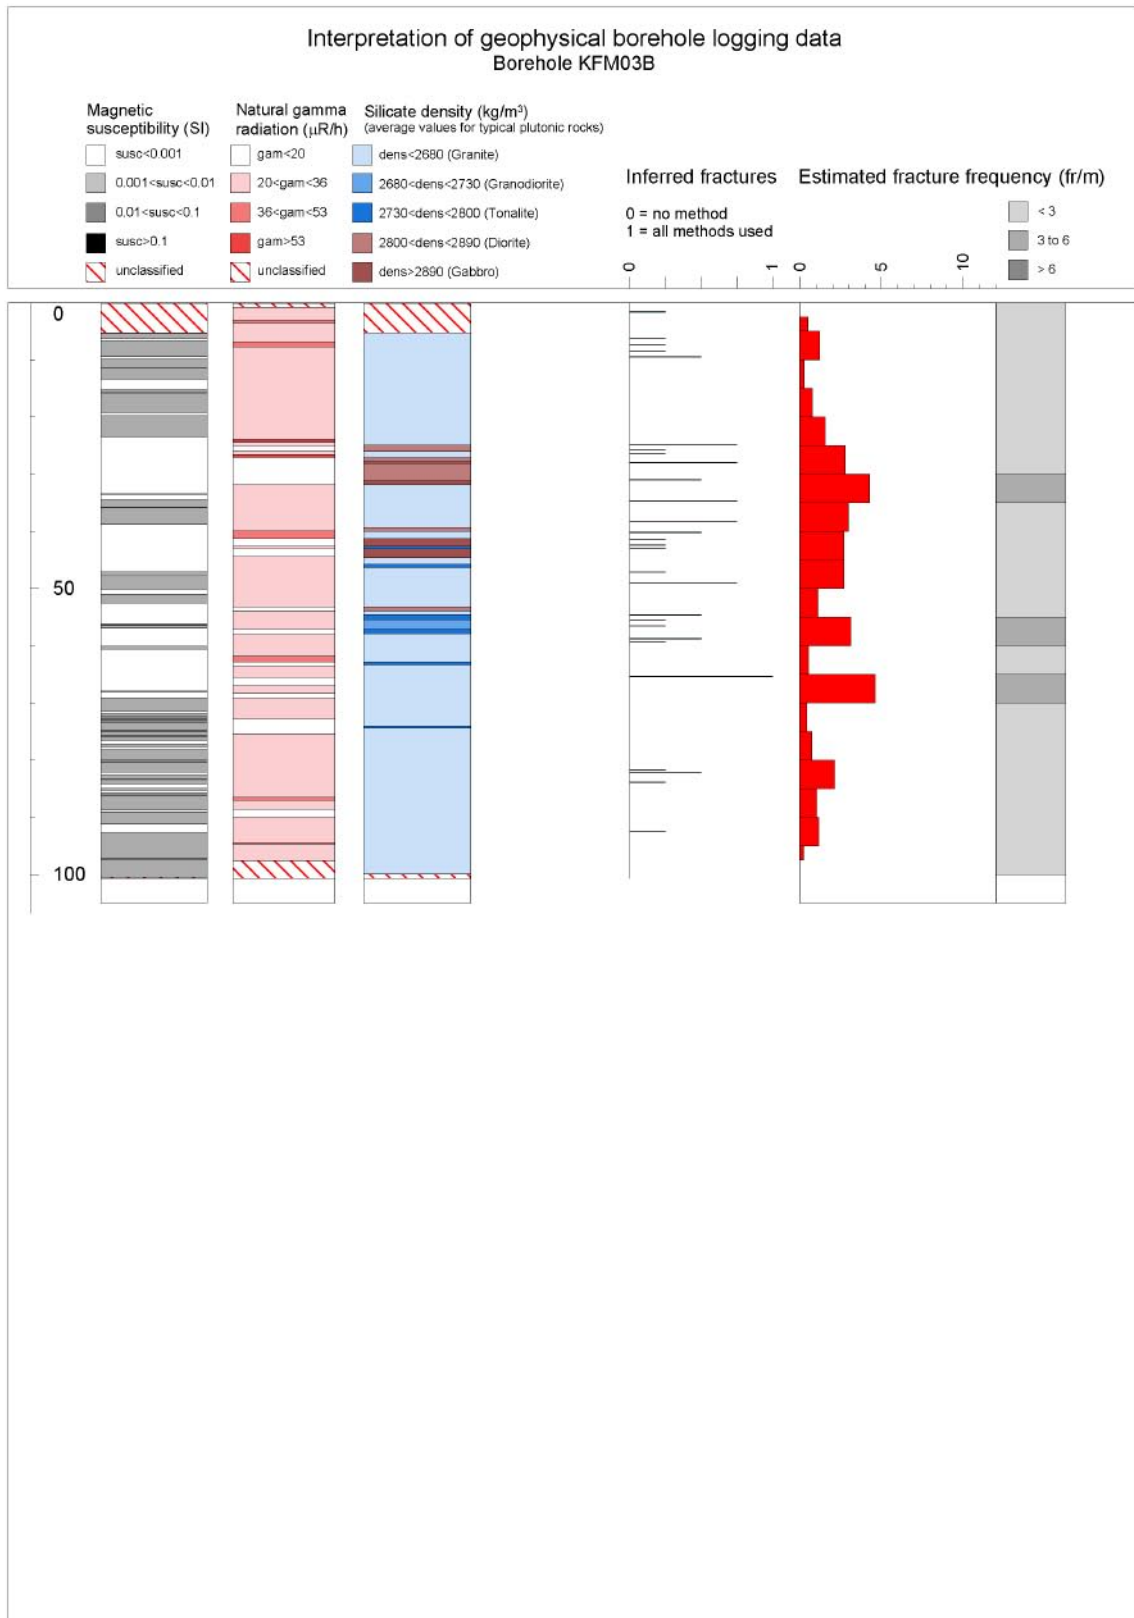 Interpretation of geophysical borehole logging data
Borehole KFM03B
Magnetic
susceptibility (SI)
susc<0.001
0.001<susc<0.01
0.01<susc<0.1
susc>0.1
unclassified
Natural gamma
radiation (µR/h)
gam<20
20<gam<36
36<gam<53
gam>53
unclassified
Silicate density (kg/m³)
(average values for typical plutonic rocks)
dens<2680 (Granite)
2680<dens<2730 (Granodiorite)
2730<dens<2800 (Tonalite)
2800<dens<2890 (Diorite)
dens>2890 (Gabbro)
Inferred fractures
0 = no method
1 = all methods used
0 1
Estimated fracture frequency (fr/m)
< 3
3 to 6
> 6
0 5 10
0
50
100